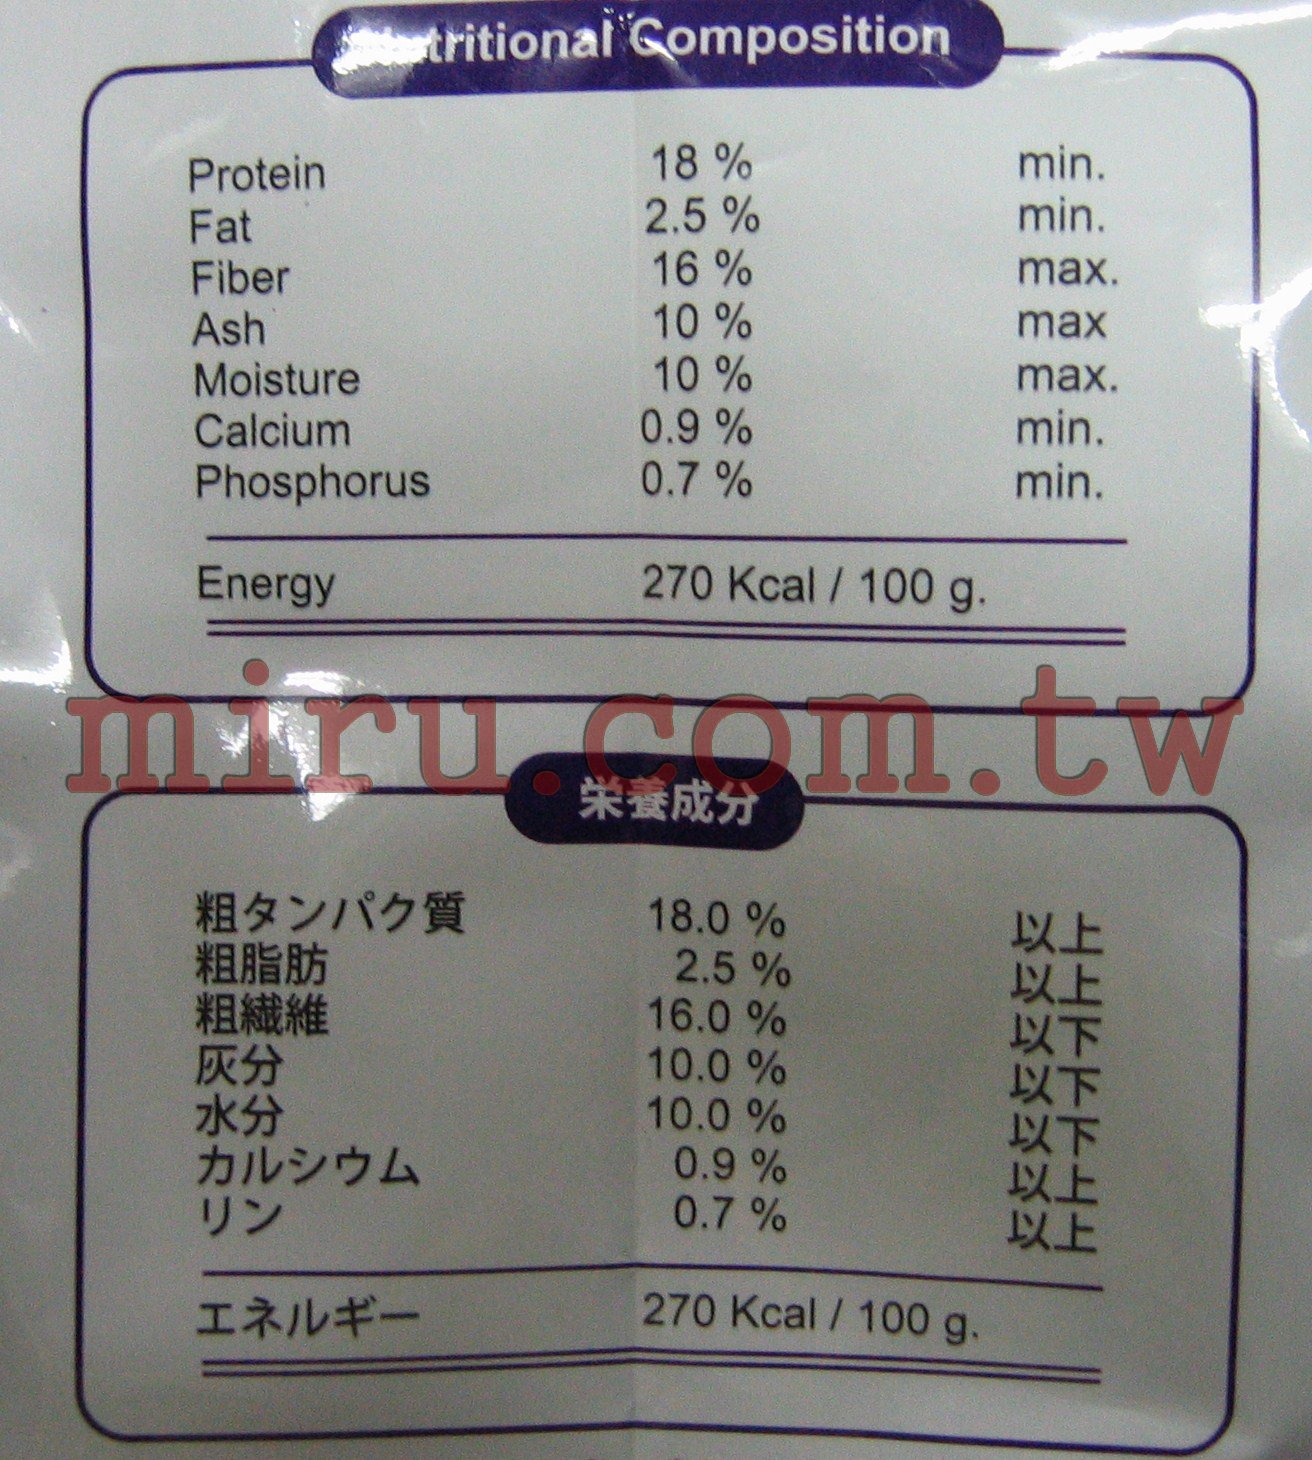 Nutritional Composition
Protein 18 % min.
Fat 2.5 % min.
Fiber 16 % max.
Ash 10 % max
Moisture 10 % max.
Calcium 0.9 % min.
Phosphorus 0.7 % min.
Energy 270 Kcal / 100 g.
miru.com.tw
栄養成分
粗タンパク質 18.0 % 以上
粗脂肪 2.5 % 以上
粗繊維 16.0 % 以下
灰分 10.0 % 以下
水分 10.0 % 以下
カルシウム 0.9 % 以上
リン 0.7 % 以上
エネルギー 270 Kcal / 100 g.